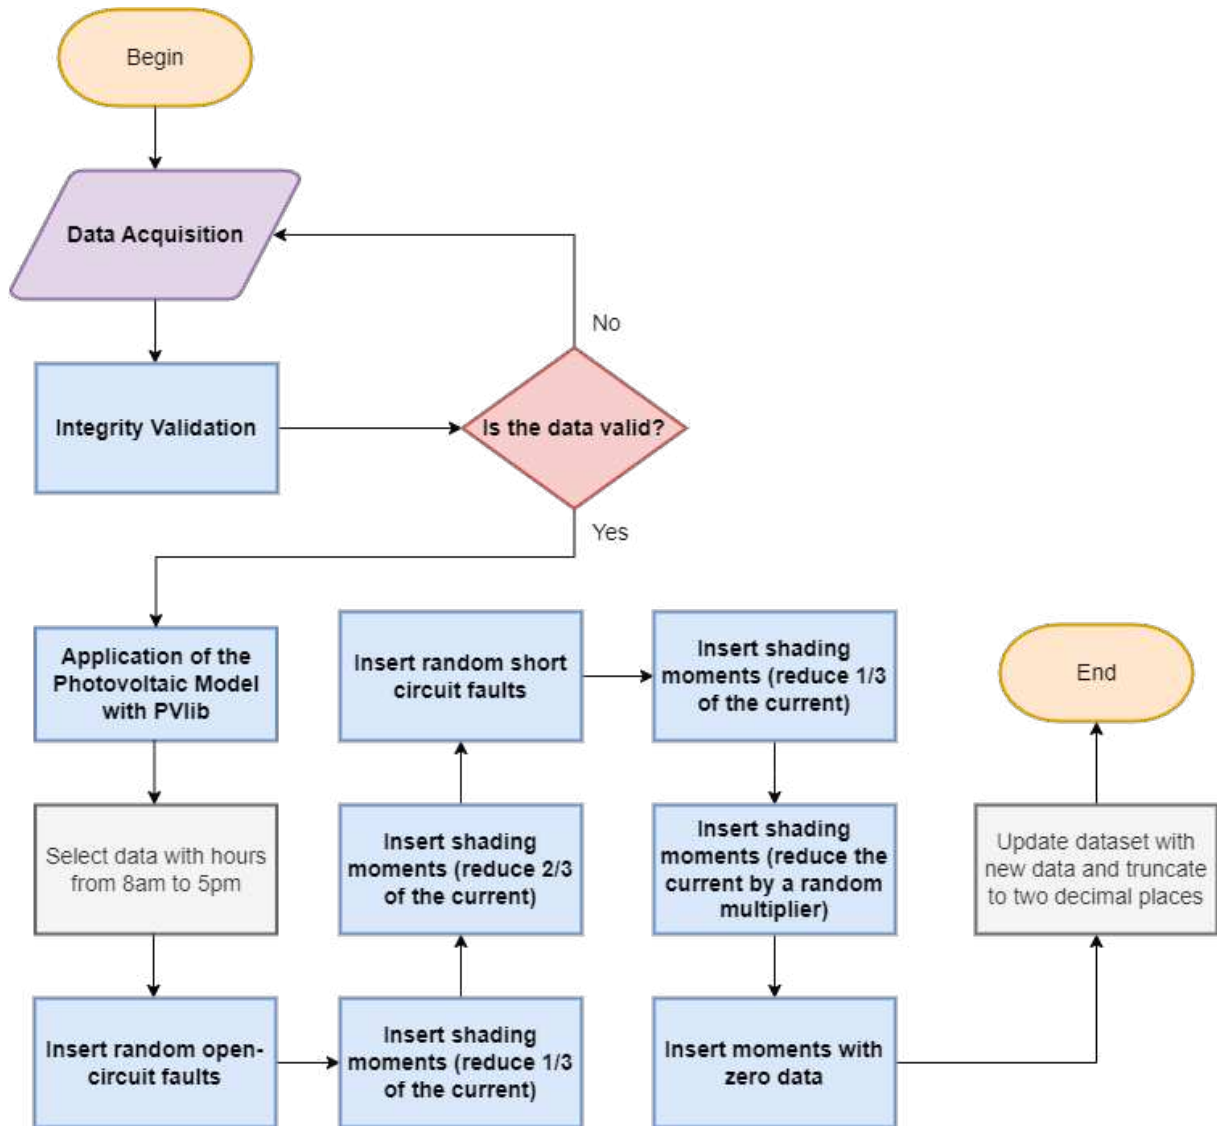 Begin
Data Acquisition
No
Integrity Validation
Is the data valid?
Yes
Application of the
Photovoltaic Model
with PVlib
Select data with hours
from 8am to 5pm
Insert random open-
circuit faults
Insert shading
moments (reduce 1/3
of the current)
Insert shading
moments (reduce 2/3
of the current)
Insert random short
circuit faults
Insert shading
moments (reduce 1/3
of the current)
Insert shading
moments (reduce the
current by a random
multiplier)
Insert moments with
zero data
Update dataset with
new data and truncate
to two decimal places
End